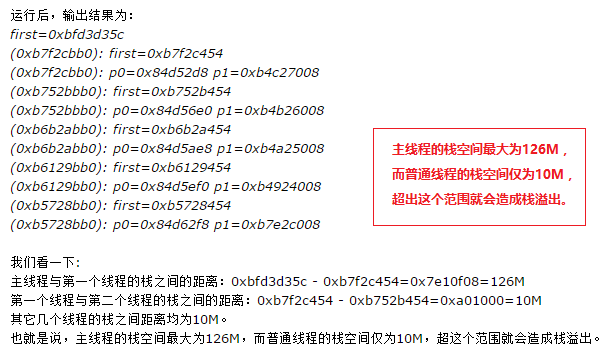 运行后，输出结果为：
first=0xbfd3d35c
(0xb7f2cbb0): first=0xb7f2c454
(0xb7f2cbb0): p0=0x84d52d8 p1=0xb4c27008
(0xb752bbb0): first=0xb752b454
(0xb752bbb0): p0=0x84d56e0 p1=0xb4b26008
(0xb6b2abb0): first=0xb6b2a454
(0xb6b2abb0): p0=0x84d5ae8 p1=0xb4a25008
(0xb6129bb0): first=0xb6129454
(0xb6129bb0): p0=0x84d5ef0 p1=0xb4924008
(0xb5728bb0): first=0xb5728454
(0xb5728bb0): p0=0x84d62f8 p1=0xb7e2c008
主线程的栈空间最大为126M，
而普通线程的栈空间仅为10M，
超出这个范围就会造成栈溢出。
我们看一下：
主线程与第一个线程的栈之间的距离：0xbfd3d35c - 0xb7f2c454=0x7e10f08=126M
第一个线程与第二个线程的栈之间的距离：0xb7f2c454 - 0xb752b454=0xa01000=10M
其它几个线程的栈之间距离均为10M。
也就是说，主线程的栈空间最大为126M，而普通线程的栈空间仅为10M，超这个范围就会造成栈溢出。